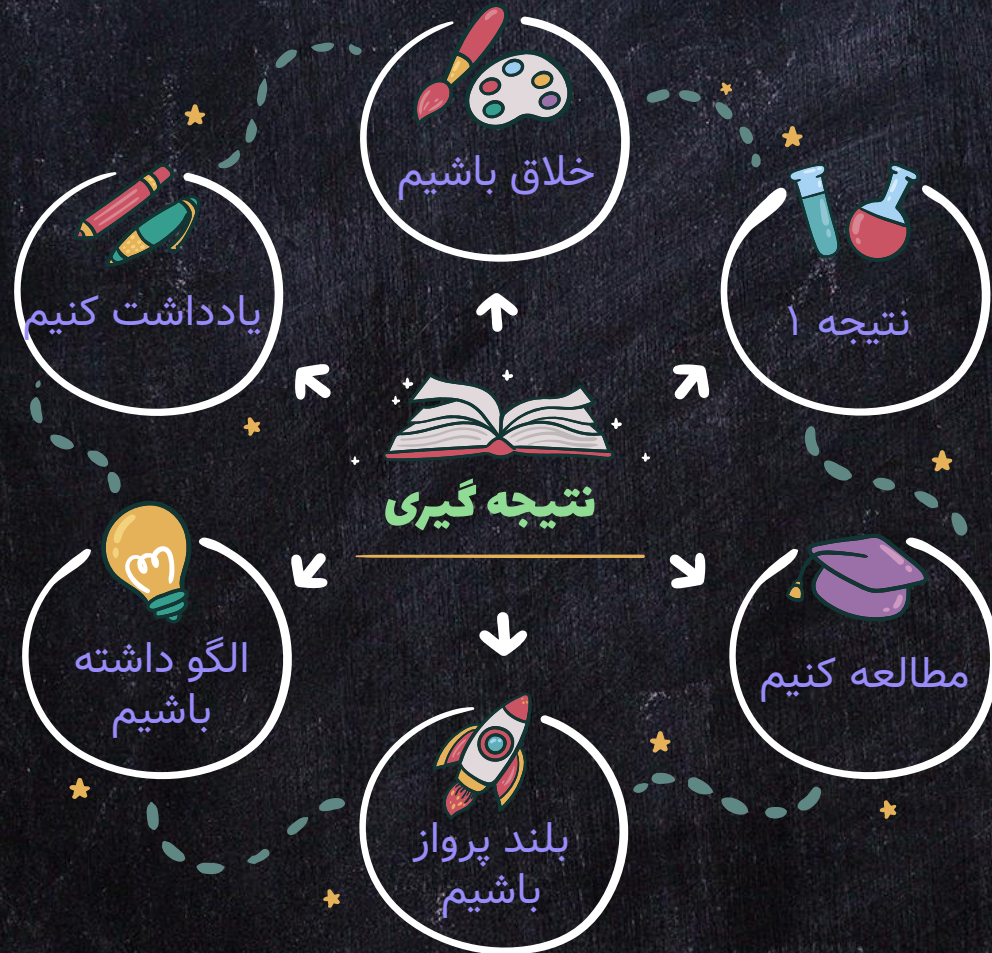 خلاق باشیم
نتیجه ۱
یادداشت کنیم
نتیجه گیری
مطالعه کنیم
الگو داشته
باشیم
بلند پرواز
باشیم